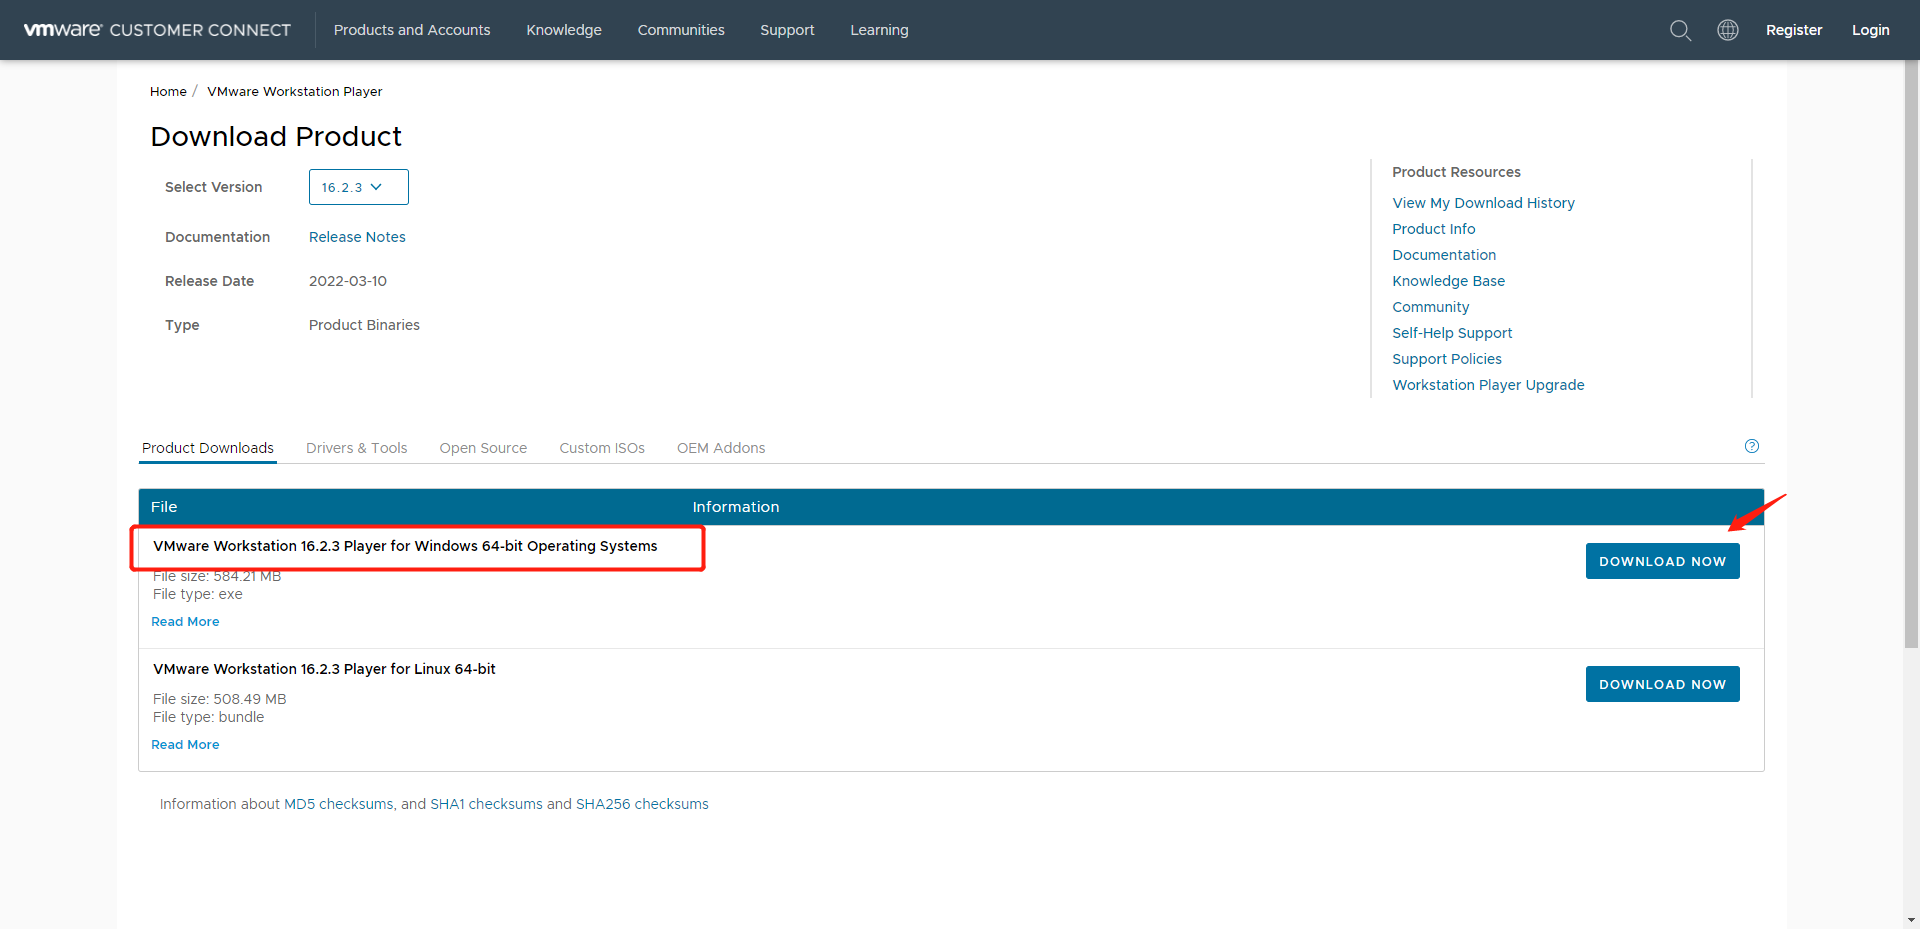 vmware® CUSTOMER CONNECT Products and Accounts Knowledge Communities Support Learning Register Login
Home / VMware Workstation Player
Download Product
Select Version 16.2.3
Documentation Release Notes
Release Date 2022-03-10
Type Product Binaries
Product Resources
View My Download History
Product Info
Documentation
Knowledge Base
Community
Self-Help Support
Support Policies
Workstation Player Upgrade
Product Downloads Drivers & Tools Open Source Custom ISOs OEM Addons ?
File Information
VMware Workstation 16.2.3 Player for Windows 64-bit Operating Systems
File size: 584.21 MB
File type: exe
Read More
DOWNLOAD NOW
VMware Workstation 16.2.3 Player for Linux 64-bit
File size: 508.49 MB
File type: bundle
Read More
DOWNLOAD NOW
Information about MD5 checksums, and SHA1 checksums and SHA256 checksums